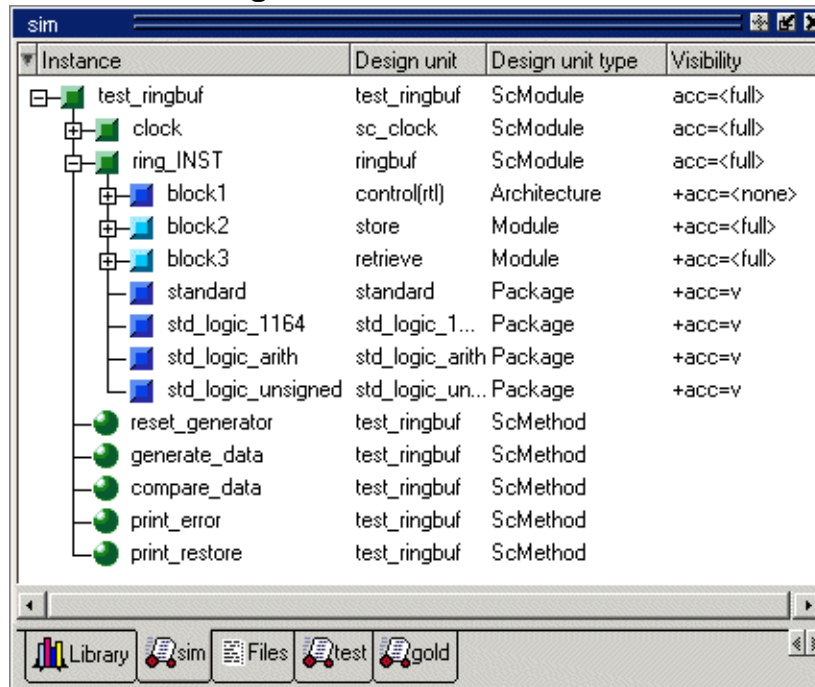 sim
Instance Design unit Design unit type Visibility
test_ringbuf test_ringbuf ScModule acc=<full>
clock sc_clock ScModule acc=<full>
ring_INST ringbuf ScModule acc=<full>
block1 control(rtl) Architecture +acc=<none>
block2 store Module +acc=<full>
block3 retrieve Module +acc=<full>
standard standard Package +acc=v
std_logic_1164 std_logic_1... Package +acc=v
std_logic_arith std_logic_arith Package +acc=v
std_logic_unsigned std_logic_un... Package +acc=v
reset_generator test_ringbuf ScMethod
generate_data test_ringbuf ScMethod
compare_data test_ringbuf ScMethod
print_error test_ringbuf ScMethod
print_restore test_ringbuf ScMethod
Library sim Files test gold